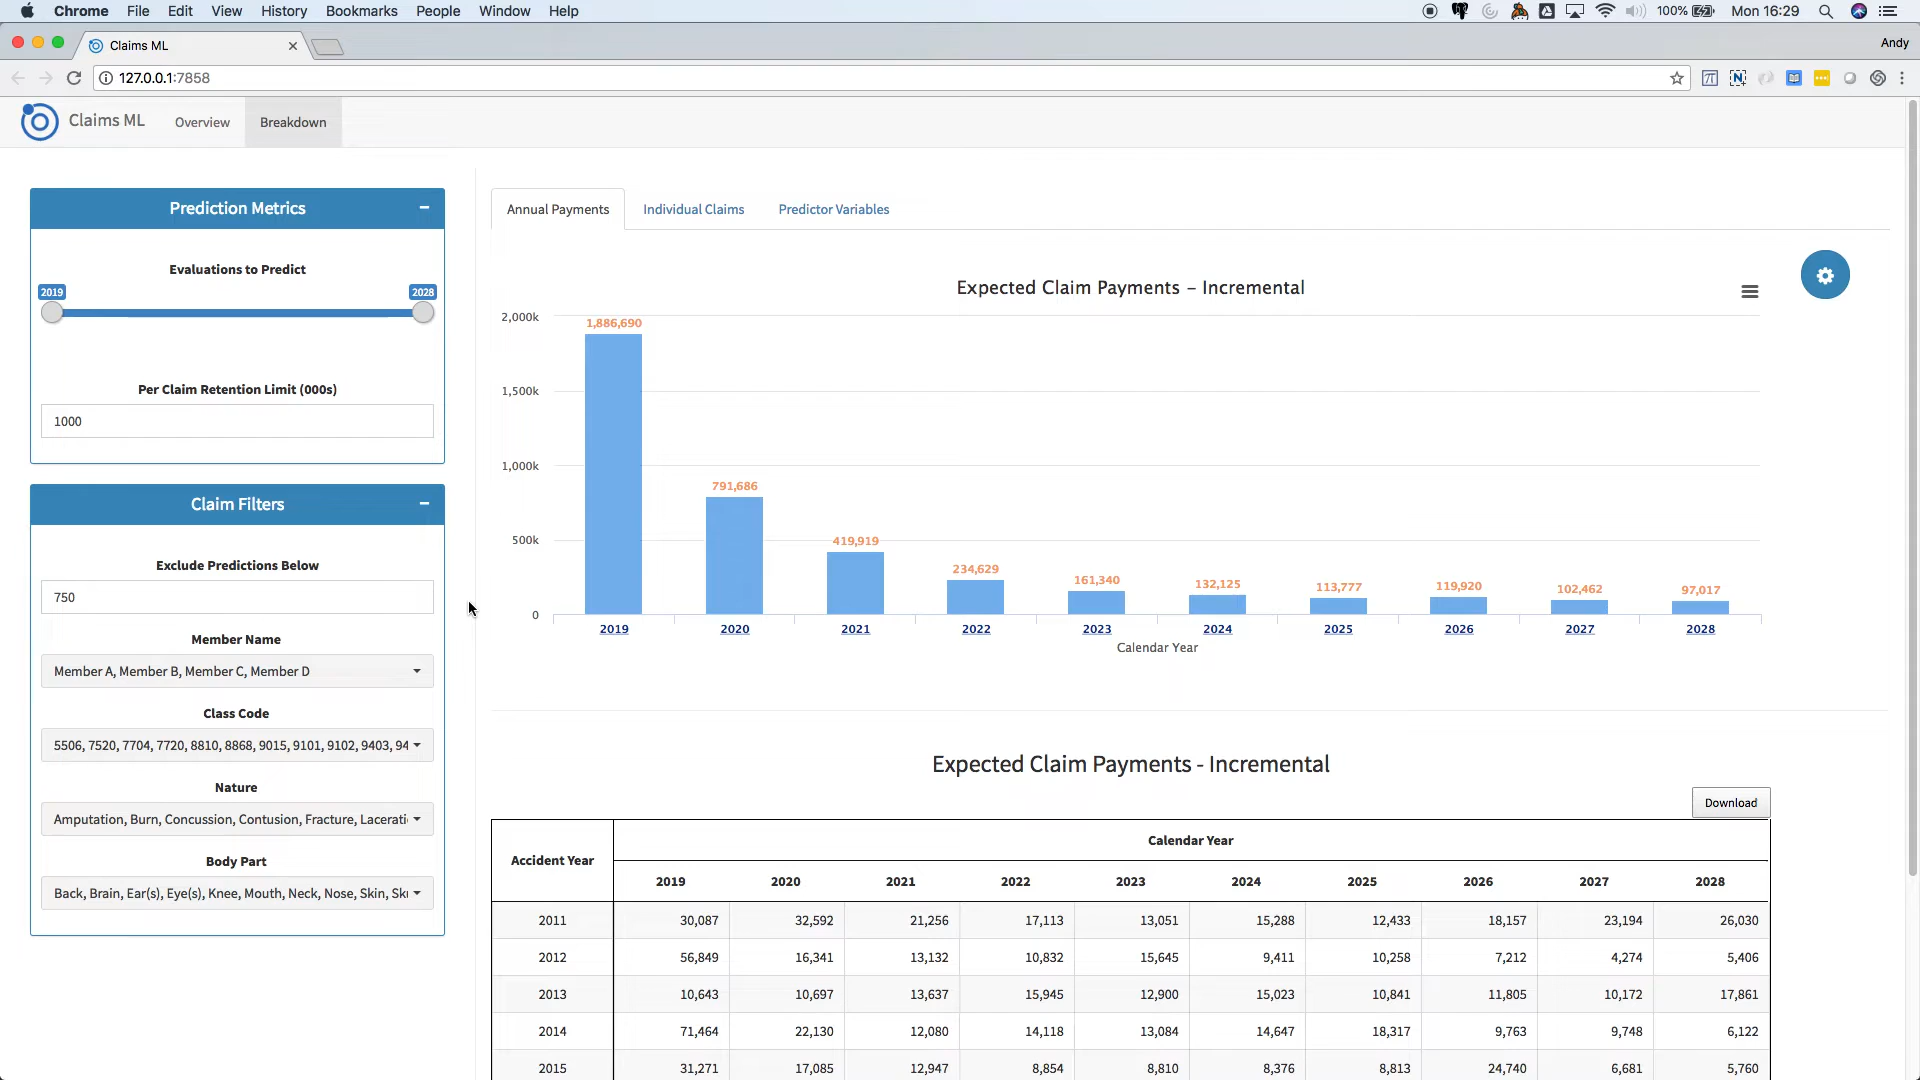 Chrome File Edit View History Bookmarks People Window Help 100% Mon 16:29
Claims ML Andy
127.0.0.1:7858
Claims ML Overview Breakdown
Prediction Metrics
Evaluations to Predict
2019 2028
Per Claim Retention Limit (000s)
1000
Claim Filters
Exclude Predictions Below
750
Member Name
Member A, Member B, Member C, Member D
Class Code
5506, 7520, 7704, 7720, 8810, 8868, 9015, 9101, 9102, 9403, 94
Nature
Amputation, Burn, Concussion, Contusion, Fracture, Lacerati
Body Part
Back, Brain, Ear(s), Eye(s), Knee, Mouth, Neck, Nose, Skin, Sku
Annual Payments Individual Claims Predictor Variables
Expected Claim Payments – Incremental
2,000k
1,500k
1,000k
500k
0
1,886,690
791,686
419,919
234,629
161,340
132,125
113,777
119,920
102,462
97,017
2019 2020 2021 2022 2023 2024 2025 2026 2027 2028
Calendar Year
Expected Claim Payments - Incremental
Download
Accident Year Calendar Year
2019 2020 2021 2022 2023 2024 2025 2026 2027 2028
2011 30,087 32,592 21,256 17,113 13,051 15,288 12,433 18,157 23,194 26,030
2012 56,849 16,341 13,132 10,832 15,645 9,411 10,258 7,212 4,274 5,406
2013 10,643 10,697 13,637 15,945 12,900 15,023 10,841 11,805 10,172 17,861
2014 71,464 22,130 12,080 14,118 13,084 14,647 18,317 9,763 9,748 6,122
2015 31,271 17,085 12,947 8,854 8,810 8,376 8,813 24,740 6,681 5,760